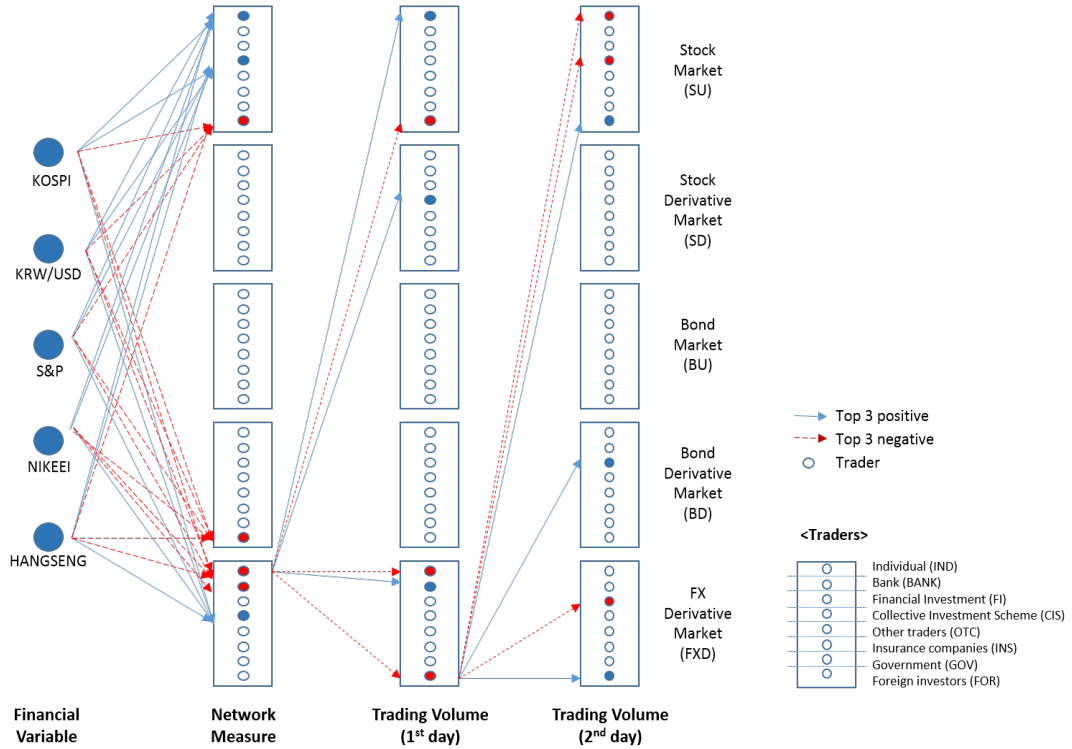 Stock
Market
(SU)
KOSPI
Stock
Derivative
Market
(SD)
KRW/USD
Bond
Market
(BU)
S&P
Top 3 positive
Top 3 negative
Trader
NIKEEI
Bond
Derivative
Market
(BD)
HANGSENG
<Traders>
FX
Derivative
Market
(FXD)
Individual (IND)
Bank (BANK)
Financial Investment (FI)
Collective Investment Scheme (CIS)
Other traders (OTC)
Insurance companies (INS)
Government (GOV)
Foreign investors (FOR)
Financial
Variable
Network
Measure
Trading Volume
(1st day)
Trading Volume
(2nd day)